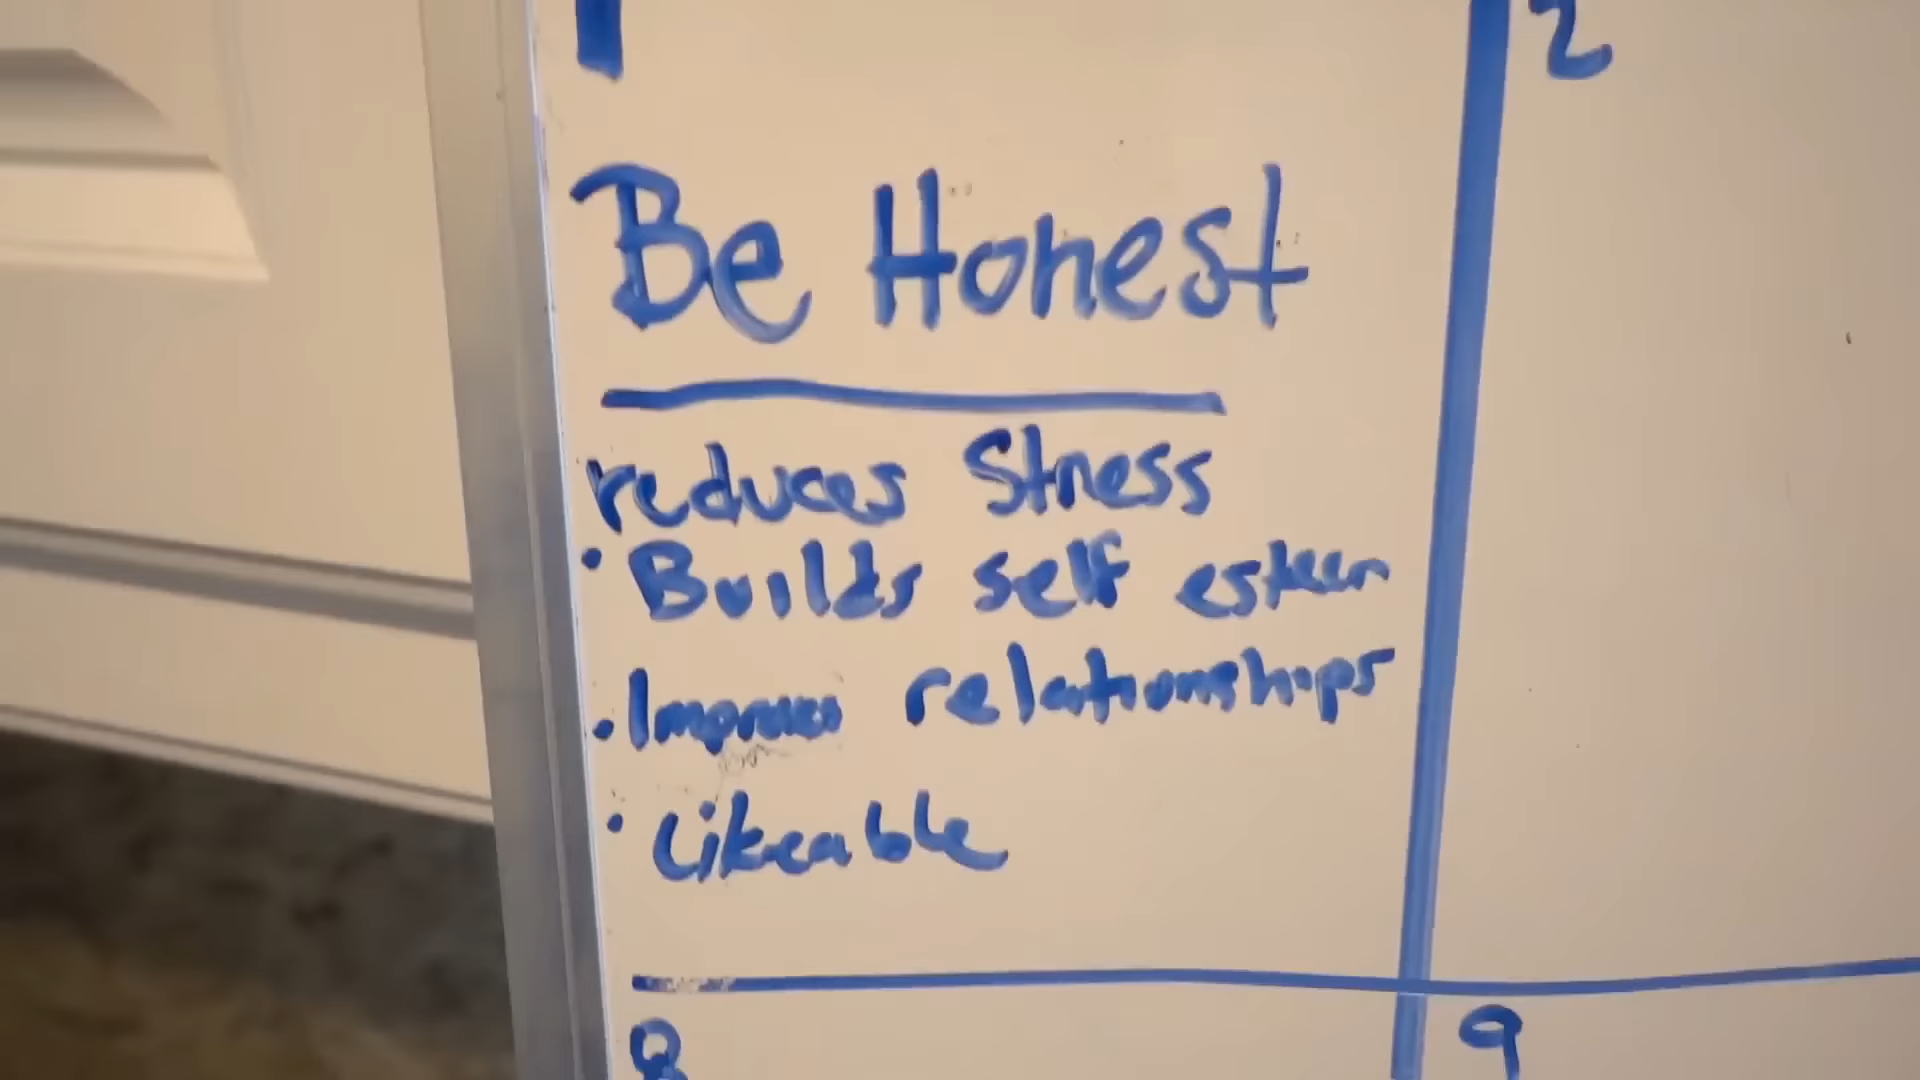 1 2
Be Honest
reduces Stress
• Builds self esteem
• Improves relationships
• Likeable
8 9